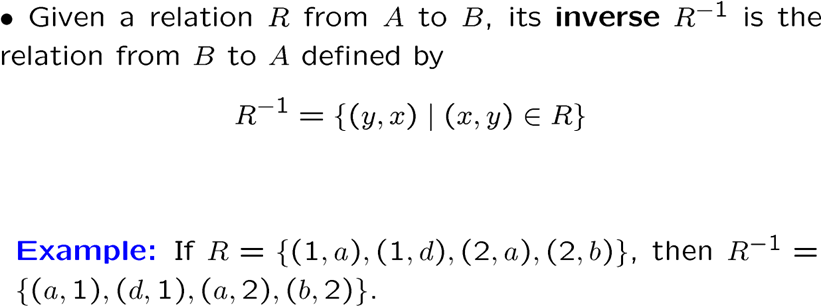 • Given a relation R from A to B, its inverse R⁻¹ is the
relation from B to A defined by
R⁻¹ = {(y, x) | (x, y) ∈ R}
Example: If R = {(1, a), (1, d), (2, a), (2, b)}, then R⁻¹ =
{(a, 1), (d, 1), (a, 2), (b, 2)}.